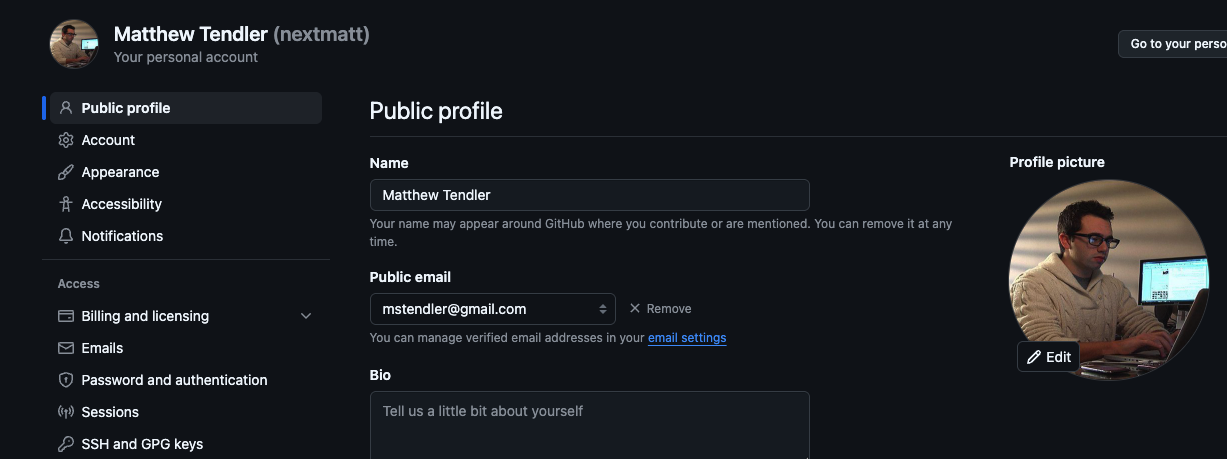 Matthew Tendler (nextmatt)
Your personal account
Go to your perso
Public profile
Account
Appearance
Accessibility
Notifications
Access
Billing and licensing
Emails
Password and authentication
Sessions
SSH and GPG keys
Public profile
Name
Matthew Tendler
Your name may appear around GitHub where you contribute or are mentioned. You can remove it at any
time.
Public email
mstendler@gmail.com
Remove
You can manage verified email addresses in your email settings
Bio
Tell us a little bit about yourself
Profile picture
Edit